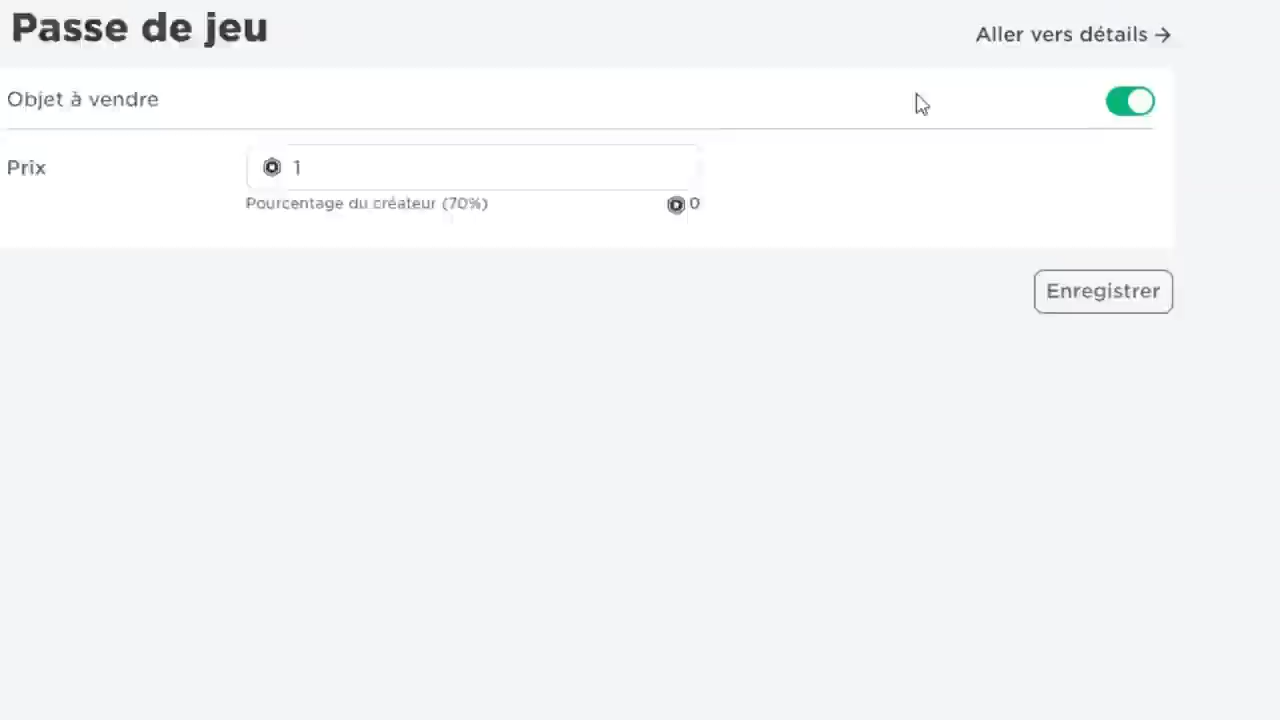 Passe de jeu
Aller vers détails →
Objet à vendre
Prix
1
Pourcentage du créateur (70%)
0
Enregistrer